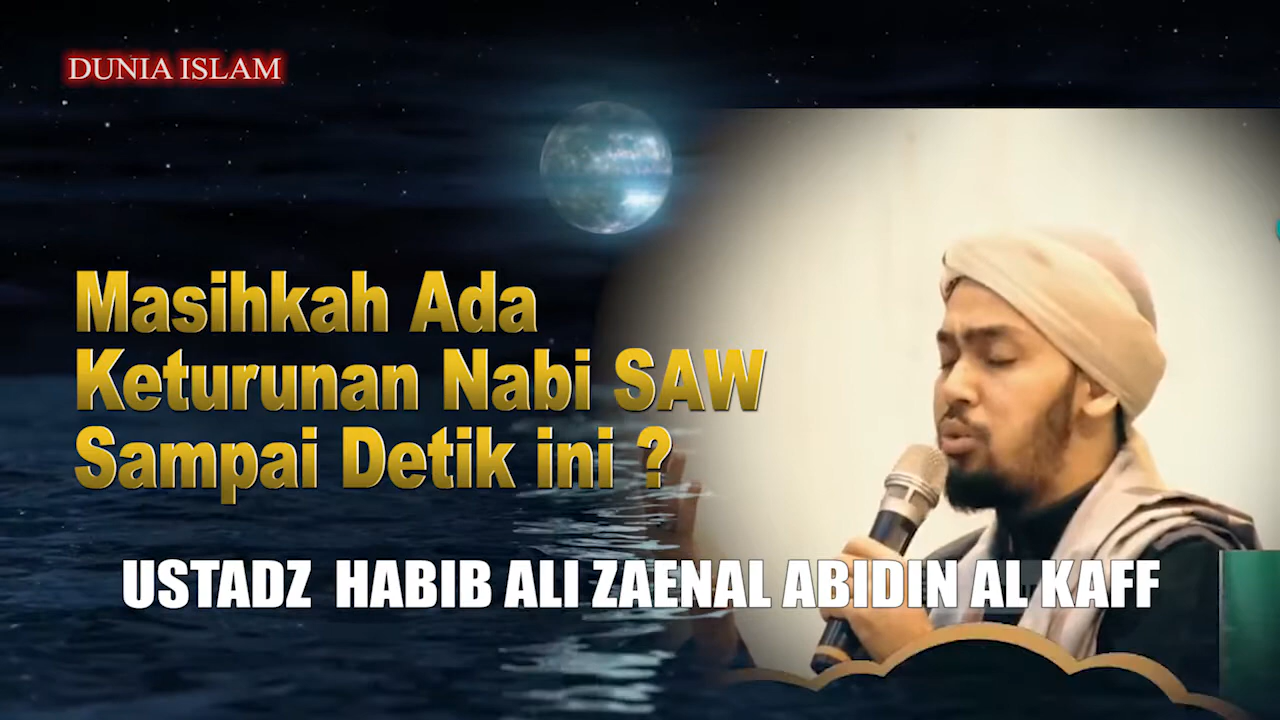 DUNIA ISLAM
Masihkah Ada
Keturunan Nabi SAW
Sampai Detik ini ?
USTADZ HABIB ALI ZAENAL ABIDIN AL KAFF